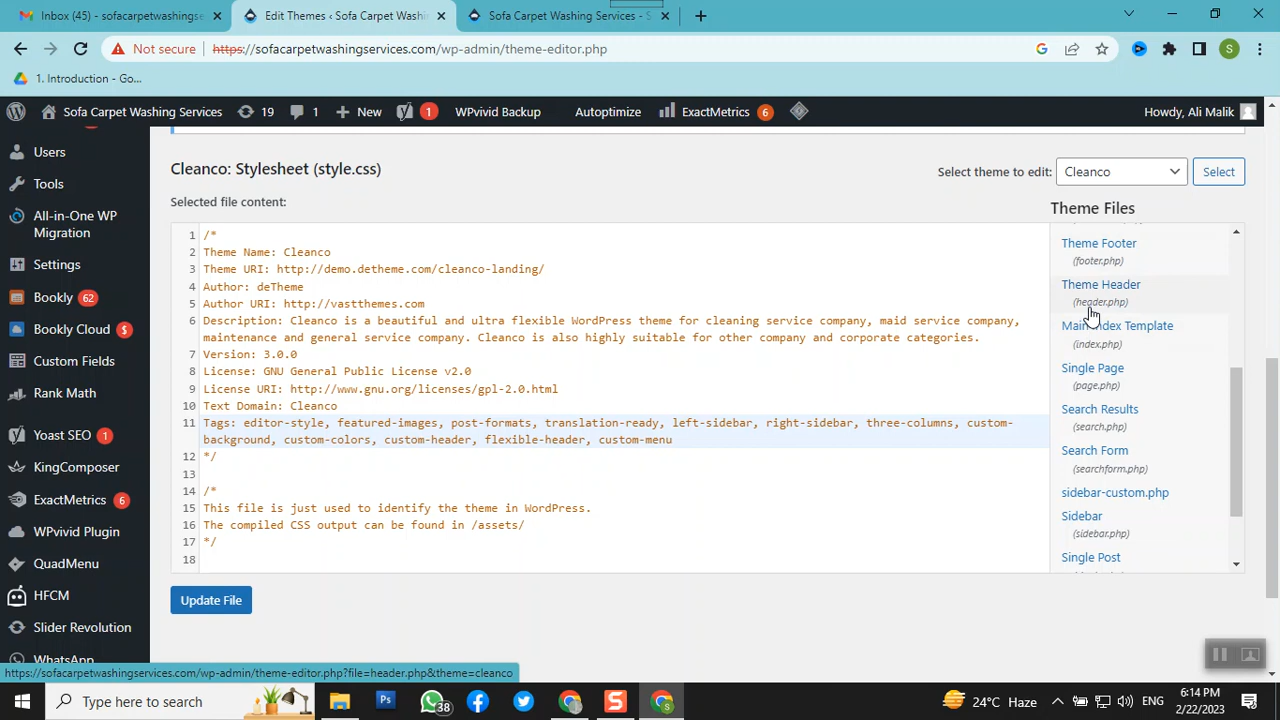 Inbox (45) - sofacarpetwashingse
Edit Themes ‹ Sofa Carpet Washi
Sofa Carpet Washing Services - S
Not secure
https://sofacarpetwashingservices.com/wp-admin/theme-editor.php
S
1. Introduction - Go...
Sofa Carpet Washing Services
19
1
New
1
WPvivid Backup
Autoptimize
ExactMetrics
6
Howdy, Ali Malik
Users
Tools
All-in-One WP
Migration
Settings
Bookly 62
Bookly Cloud $
Custom Fields
Rank Math
Yoast SEO 1
KingComposer
ExactMetrics 6
WPvivid Plugin
QuadMenu
HFCM
Slider Revolution
WhatsApp
Cleanco: Stylesheet (style.css)
Select theme to edit: Cleanco Select
Selected file content:
Theme Files
1 /*
2 Theme Name: Cleanco
3 Theme URI: http://demo.detheme.com/cleanco-landing/
4 Author: deTheme
5 Author URI: http://vastthemes.com
6 Description: Cleanco is a beautiful and ultra flexible WordPress theme for cleaning service company, maid service company,
maintenance and general service company. Cleanco is also highly suitable for other company and corporate categories.
7 Version: 3.0.0
8 License: GNU General Public License v2.0
9 License URI: http://www.gnu.org/licenses/gpl-2.0.html
10 Text Domain: Cleanco
11 Tags: editor-style, featured-images, post-formats, translation-ready, left-sidebar, right-sidebar, three-columns, custom-
background, custom-colors, custom-header, flexible-header, custom-menu
12 */
13
14 /*
15 This file is just used to identify the theme in WordPress.
16 The compiled CSS output can be found in /assets/
17 */
18
Theme Footer
(footer.php)
Theme Header
(header.php)
Main Index Template
(index.php)
Single Page
(page.php)
Search Results
(search.php)
Search Form
(searchform.php)
sidebar-custom.php
Sidebar
(sidebar.php)
Single Post
Update File
https://sofacarpetwashingservices.com/wp-admin/theme-editor.php?file=header.php&theme=cleanco
Type here to search
Ps
38
S
24°C Haze
ENG
6:14 PM
2/22/2023